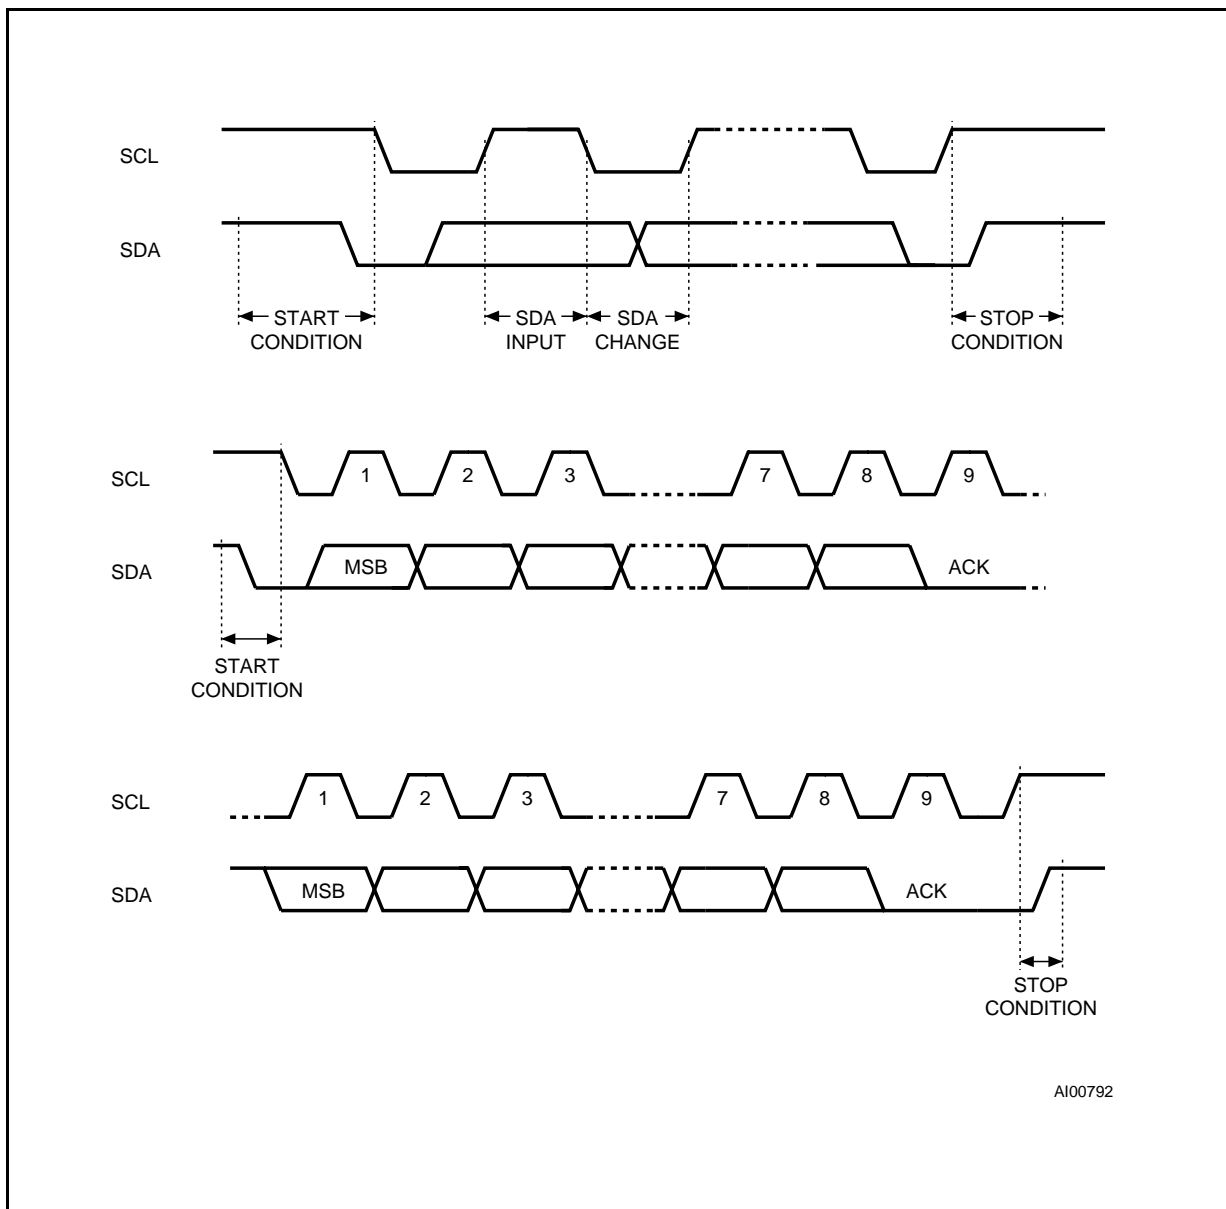 SCL
SDA
START
CONDITION
SDA
INPUT
SDA
CHANGE
STOP
CONDITION
SCL
1
2
3
7
8
9
SDA
MSB
ACK
START
CONDITION
SCL
1
2
3
7
8
9
SDA
MSB
ACK
STOP
CONDITION
AI00792